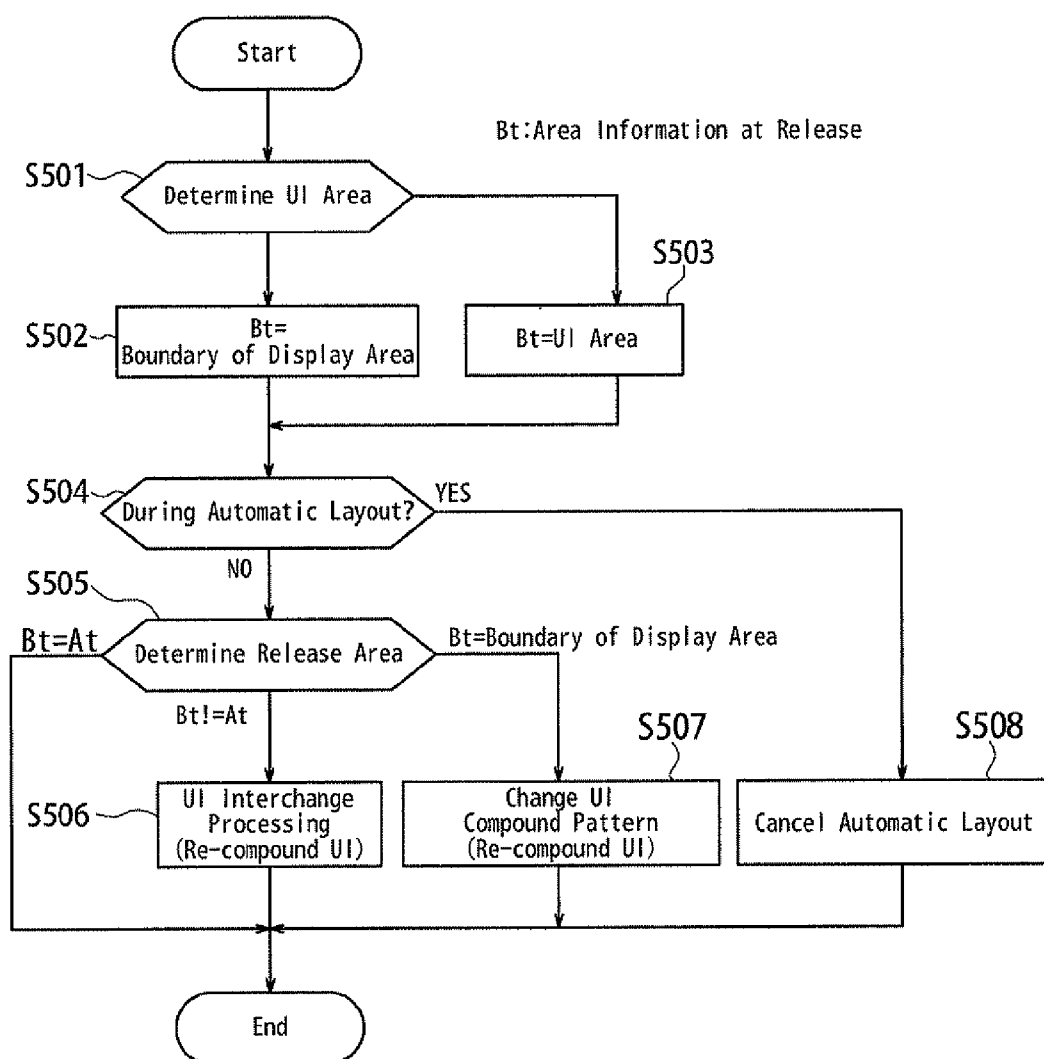 Start
Bt:Area Information at Release
S501
Determine UI Area
S503
S502
Bt=
Boundary of Display Area
Bt=UI Area
S504
During Automatic Layout?
YES
NO
S505
Bt=At
Determine Release Area
Bt=Boundary of Display Area
Bt!=At
S507
S508
S506
UI Interchange
Processing
(Re-compound UI)
Change UI
Compound Pattern
(Re-compound UI)
Cancel Automatic Layout
End